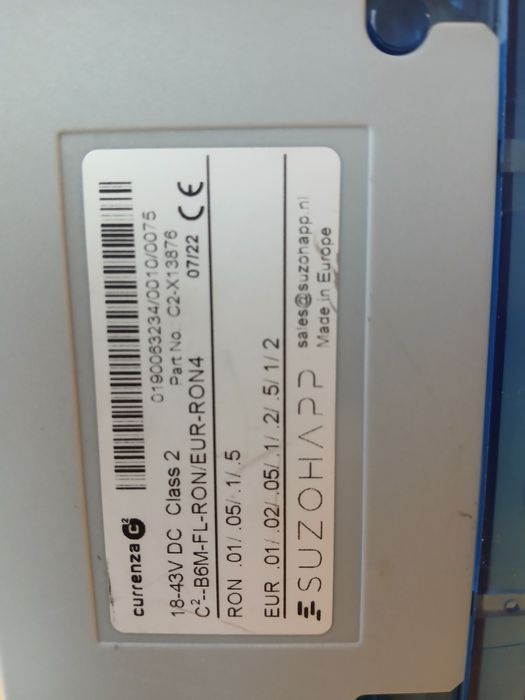 currenza c²
0190063234/0010/0075
18-43V DC Class 2
Part No.: C2-X13876
C²--B6M-FL-RON/EUR-RON4
07/22 CE
RON .01/ .05/ .1/ .5
EUR .01/ .02/ .05/ .1/ .2/ .5/ 1/ 2
SUZOHAPP
sales@suzohapp.nl
Made in Europe